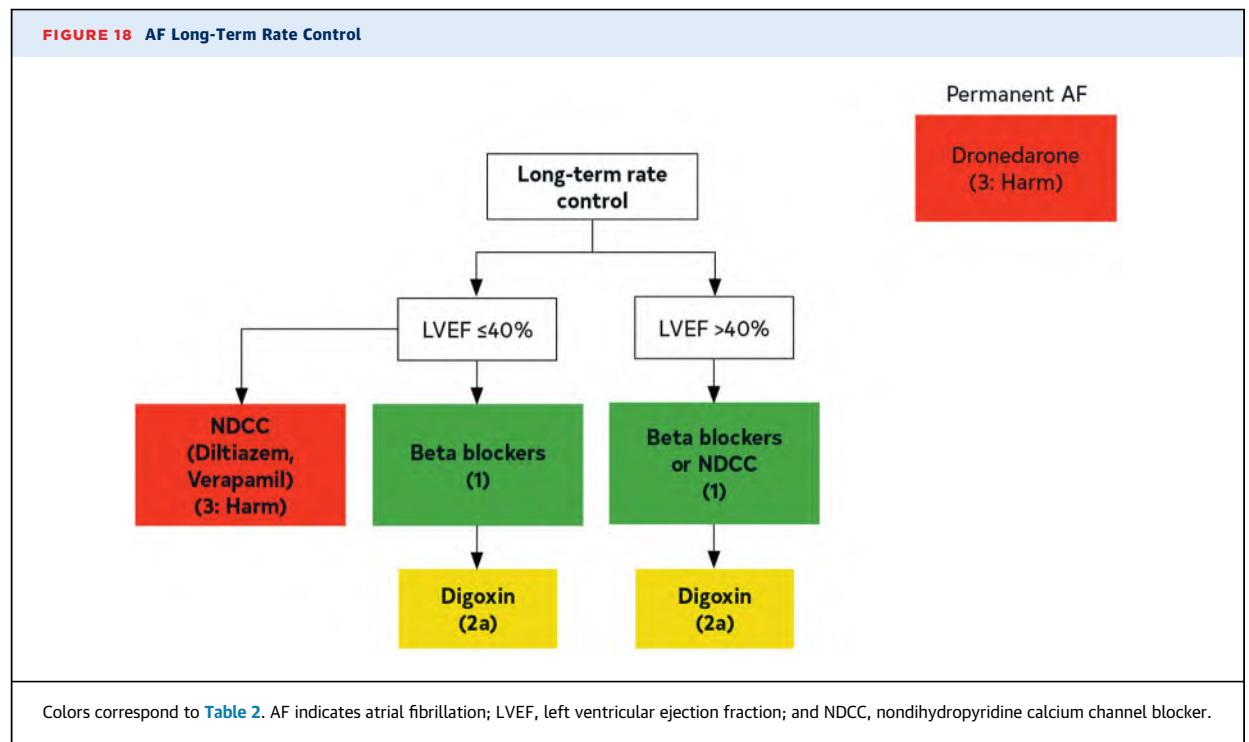 FIGURE 18 AF Long-Term Rate Control
Permanent AF
Dronedarone
(3: Harm)
Long-term rate
control
LVEF ≤40%
LVEF >40%
NDCC
(Diltiazem,
Verapamil)
(3: Harm)
Beta blockers
(1)
Beta blockers
or NDCC
(1)
Digoxin
(2a)
Digoxin
(2a)
Colors correspond to Table 2. AF indicates atrial fibrillation; LVEF, left ventricular ejection fraction; and NDCC, nondihydropyridine calcium channel blocker.